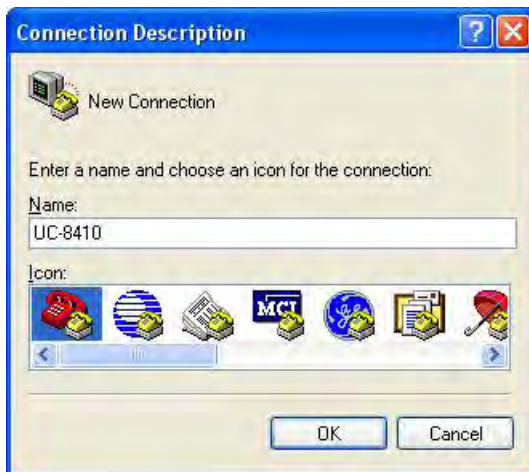 Connection Description
New Connection
Enter a name and choose an icon for the connection:
Name:
UC-8410
Icon:
MCI
OK
Cancel